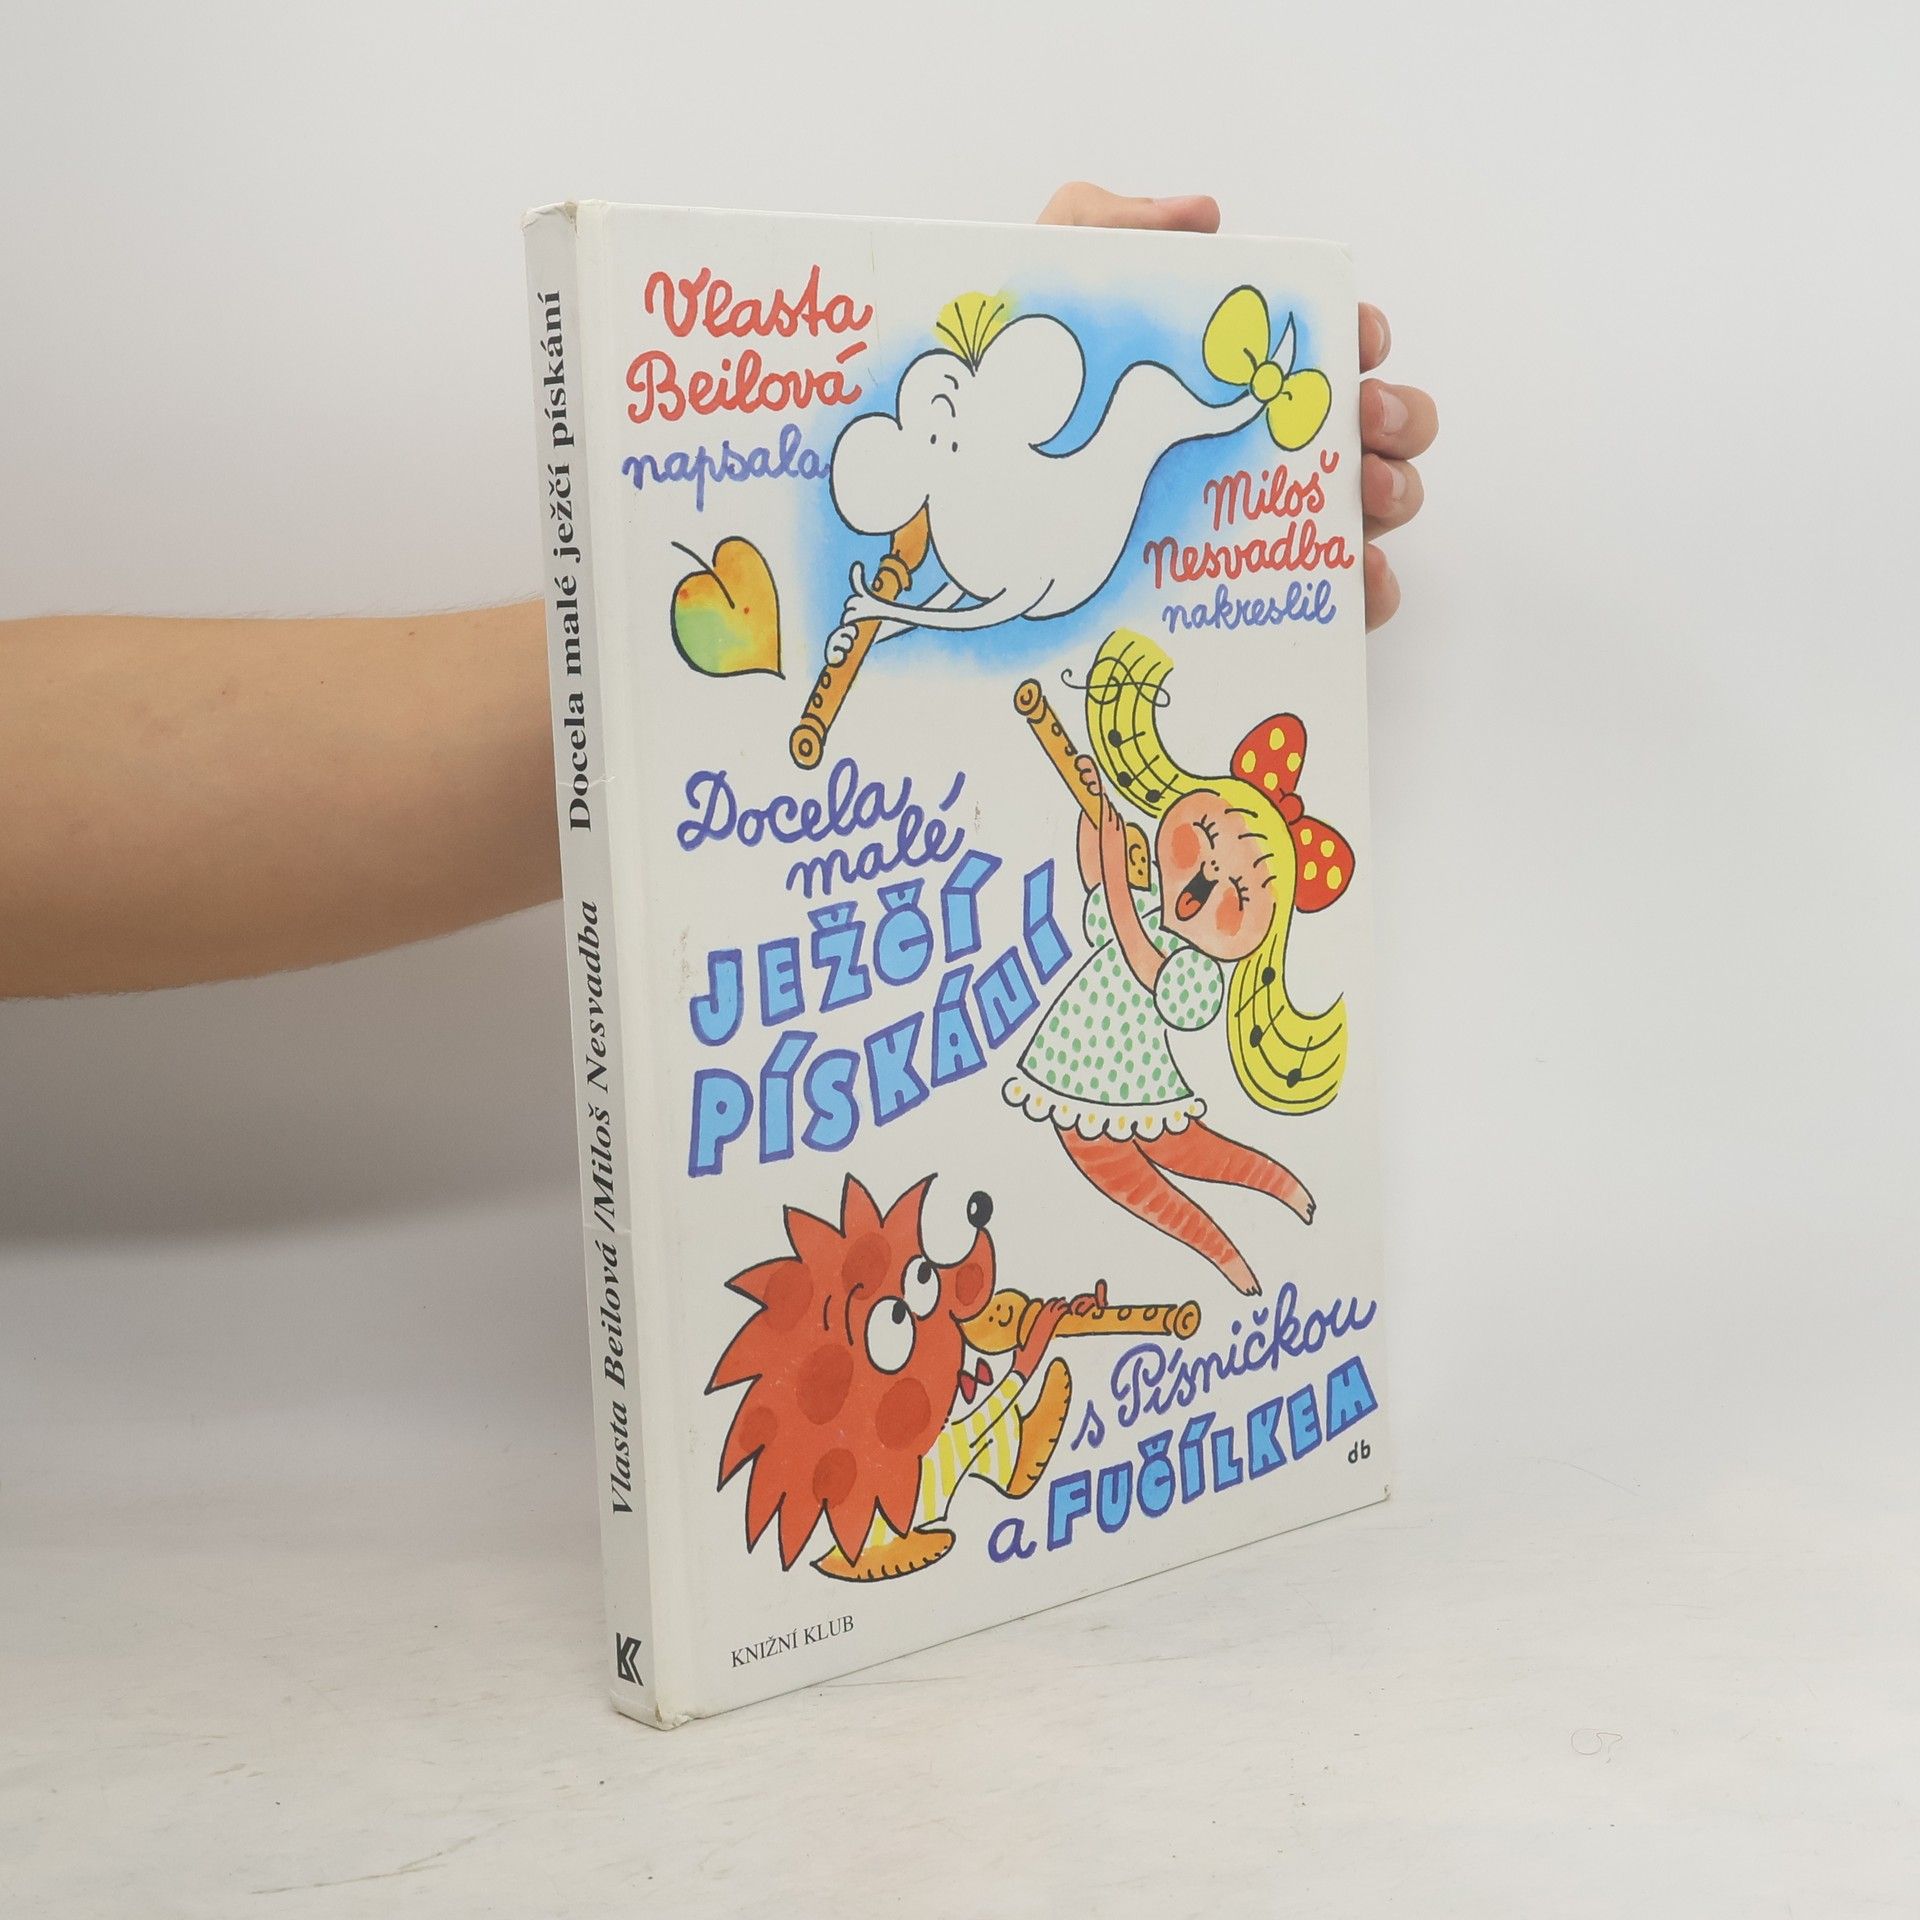 Vlasta
Beilová
napsala
Miloš
Nesvadba
nakreslil
Docela
malé
JEŽČÍ
PÍSKÁNÍ
s Písničkou
a FUČÍLKEM
db
KNIŽNÍ KLUB
Vlasta Beilová /Miloš Nesvadba Docela malé ježčí pískání